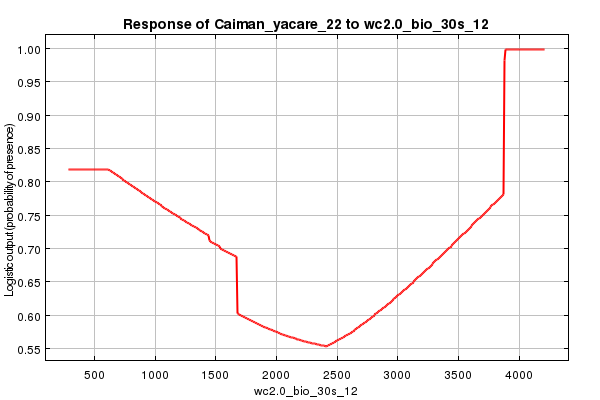 Response of Caiman_yacare_22 to wc2.0_bio_30s_12
Logistic output (probability of presence)
1.00
0.95
0.90
0.85
0.80
0.75
0.70
0.65
0.60
0.55
500 1000 1500 2000 2500 3000 3500 4000
wc2.0_bio_30s_12